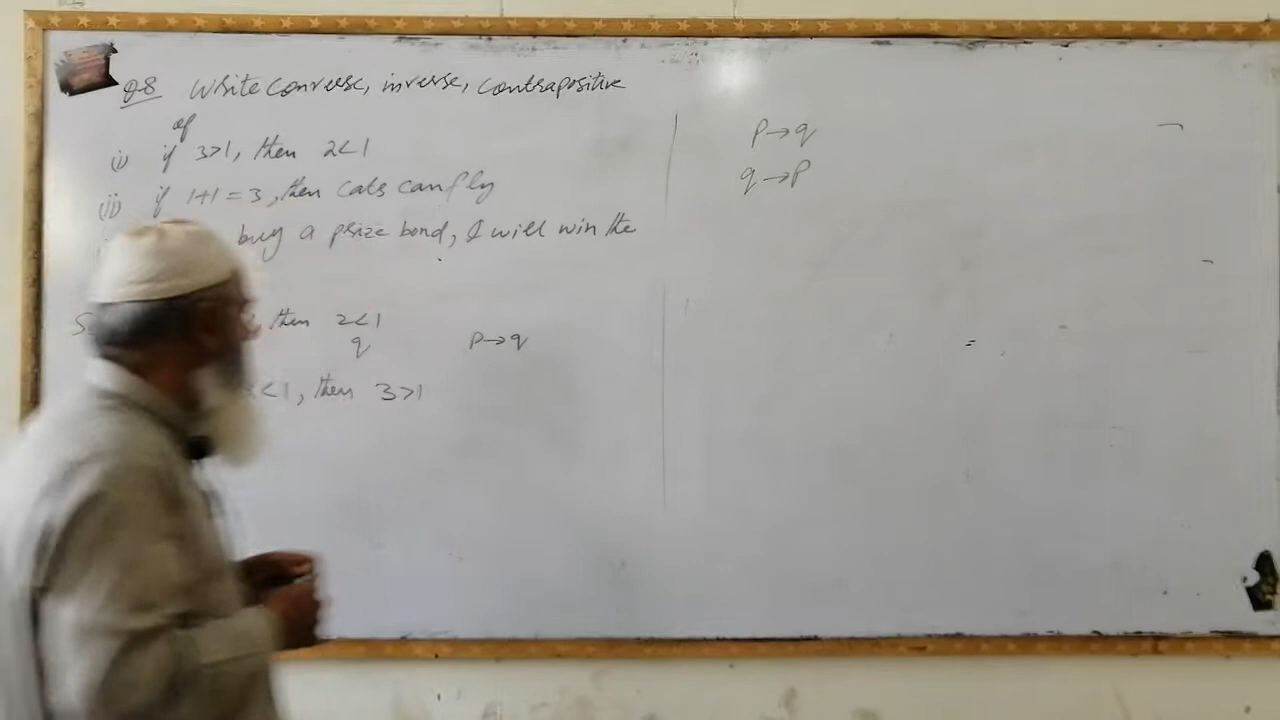 Q8 Write converse, inverse, contrapositive
of
(i) if 3>1, then 2<1
(ii) if 1+1=3, then cats can fly
buy a prize bond, I will win the
then 2<1
q p→q
<1, then 3>1
p→q
q→p
¬